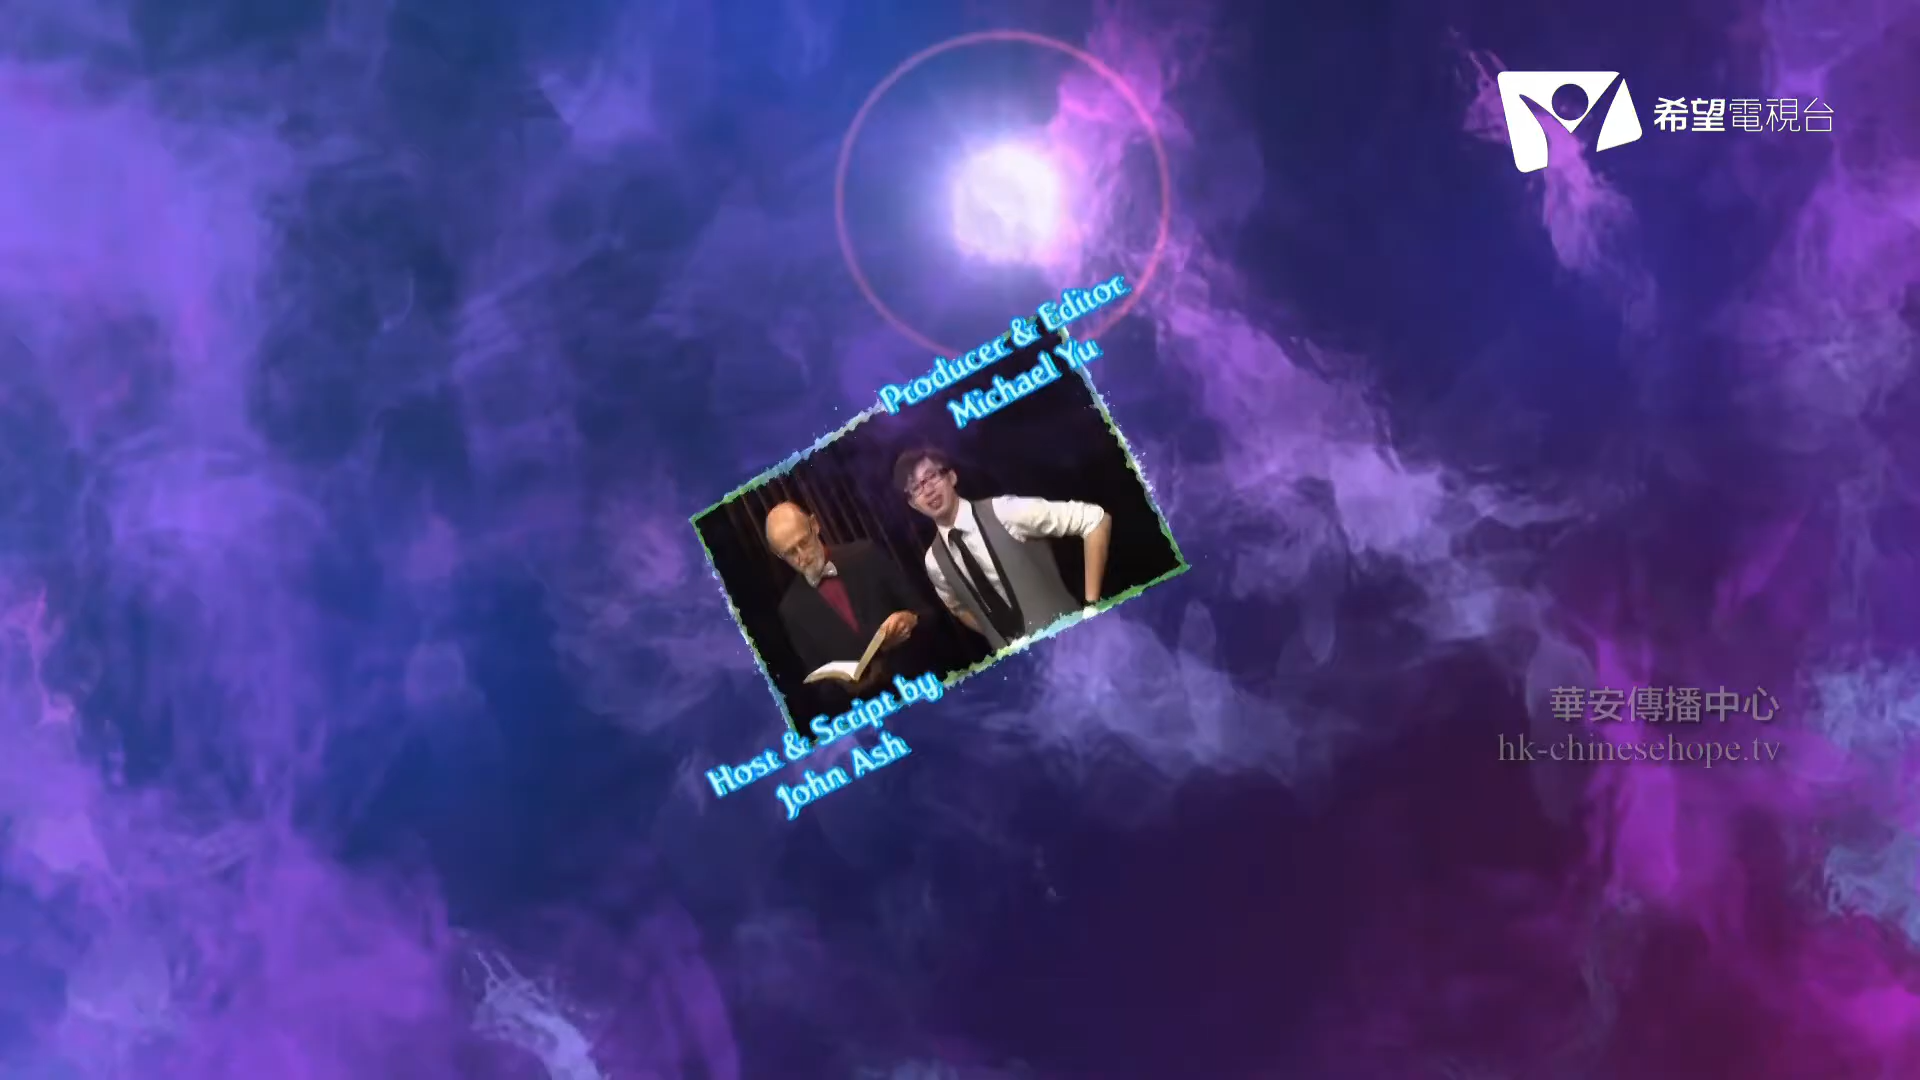 希望電視台
Producer & Editor
Michael Yu
Host & Script by
John Ash
華安傳播中心
hk-chinesehope.tv